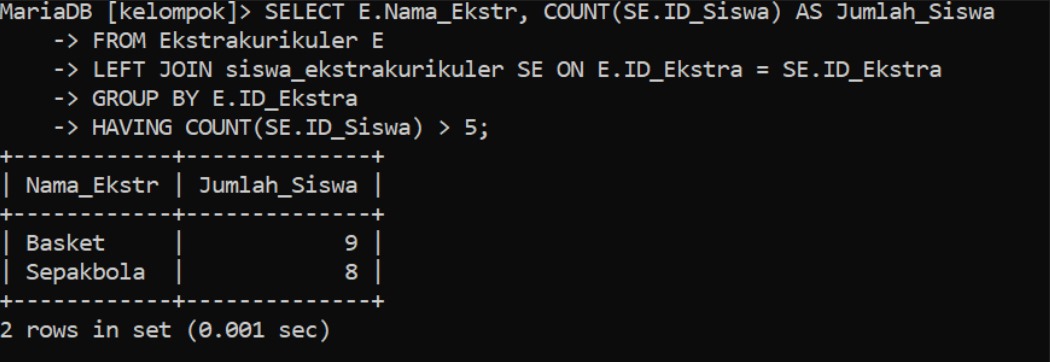 MariaDB [kelompok]> SELECT E.Nama_Ekstr, COUNT(SE.ID_Siswa) AS Jumlah_Siswa
    -> FROM Ekstrakurikuler E
    -> LEFT JOIN siswa_ekstrakurikuler SE ON E.ID_Ekstra = SE.ID_Ekstra
    -> GROUP BY E.ID_Ekstra
    -> HAVING COUNT(SE.ID_Siswa) > 5;
+------------+--------------+
| Nama_Ekstr | Jumlah_Siswa |
+------------+--------------+
| Basket     |            9 |
| Sepakbola  |            8 |
+------------+--------------+
2 rows in set (0.001 sec)